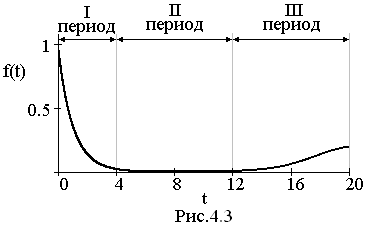 I II III
период период период
1
f(t)
0.5
0 4 8 12 16 20
t
Рис.4.3